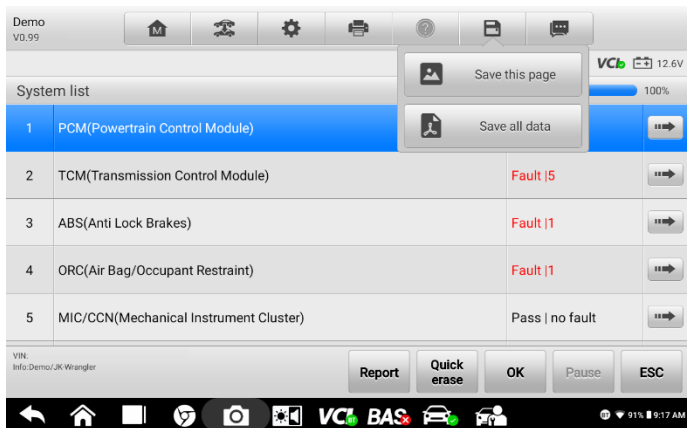 Demo
V0.99
Save this page
VCI
12.6V
System list
100%
Save all data
1 PCM(Powertrain Control Module)
2 TCM(Transmission Control Module) Fault |5
3 ABS(Anti Lock Brakes) Fault |1
4 ORC(Air Bag/Occupant Restraint) Fault |1
5 MIC/CCN(Mechanical Instrument Cluster) Pass | no fault
VIN:
Info:Demo/JK-Wrangler
Report
Quick
erase
OK
Pause
ESC
VCI BAS
91% 9:17 AM